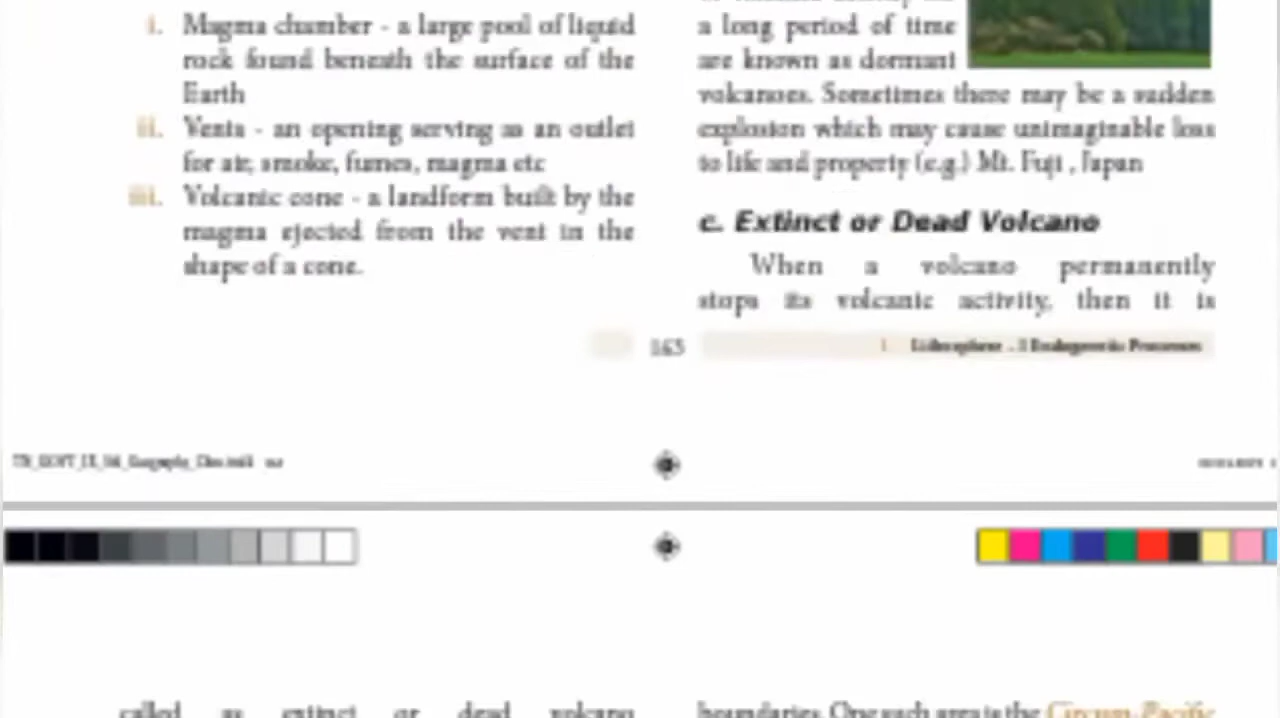 i. Magma chamber - a large pool of liquid
rock found beneath the surface of the
Earth
ii. Vents - an opening serving as an outlet
for air, smoke, fumes, magma etc
iii. Volcanic cone - a landform built by the
magma ejected from the vent in the
shape of a cone.
a long period of time
are known as dormant
volcanoes. Sometimes there may be a sudden
explosion which may cause unimaginable loss
to life and property (e.g.) Mt. Fuji , Japan
c. Extinct or Dead Volcano
When a volcano permanently
stops its volcanic activity, then it is
163
Lithosphere - I Endogenetic Processes
called as extinct or dead volcano
boundaries. One such area is the Circum-Pacific